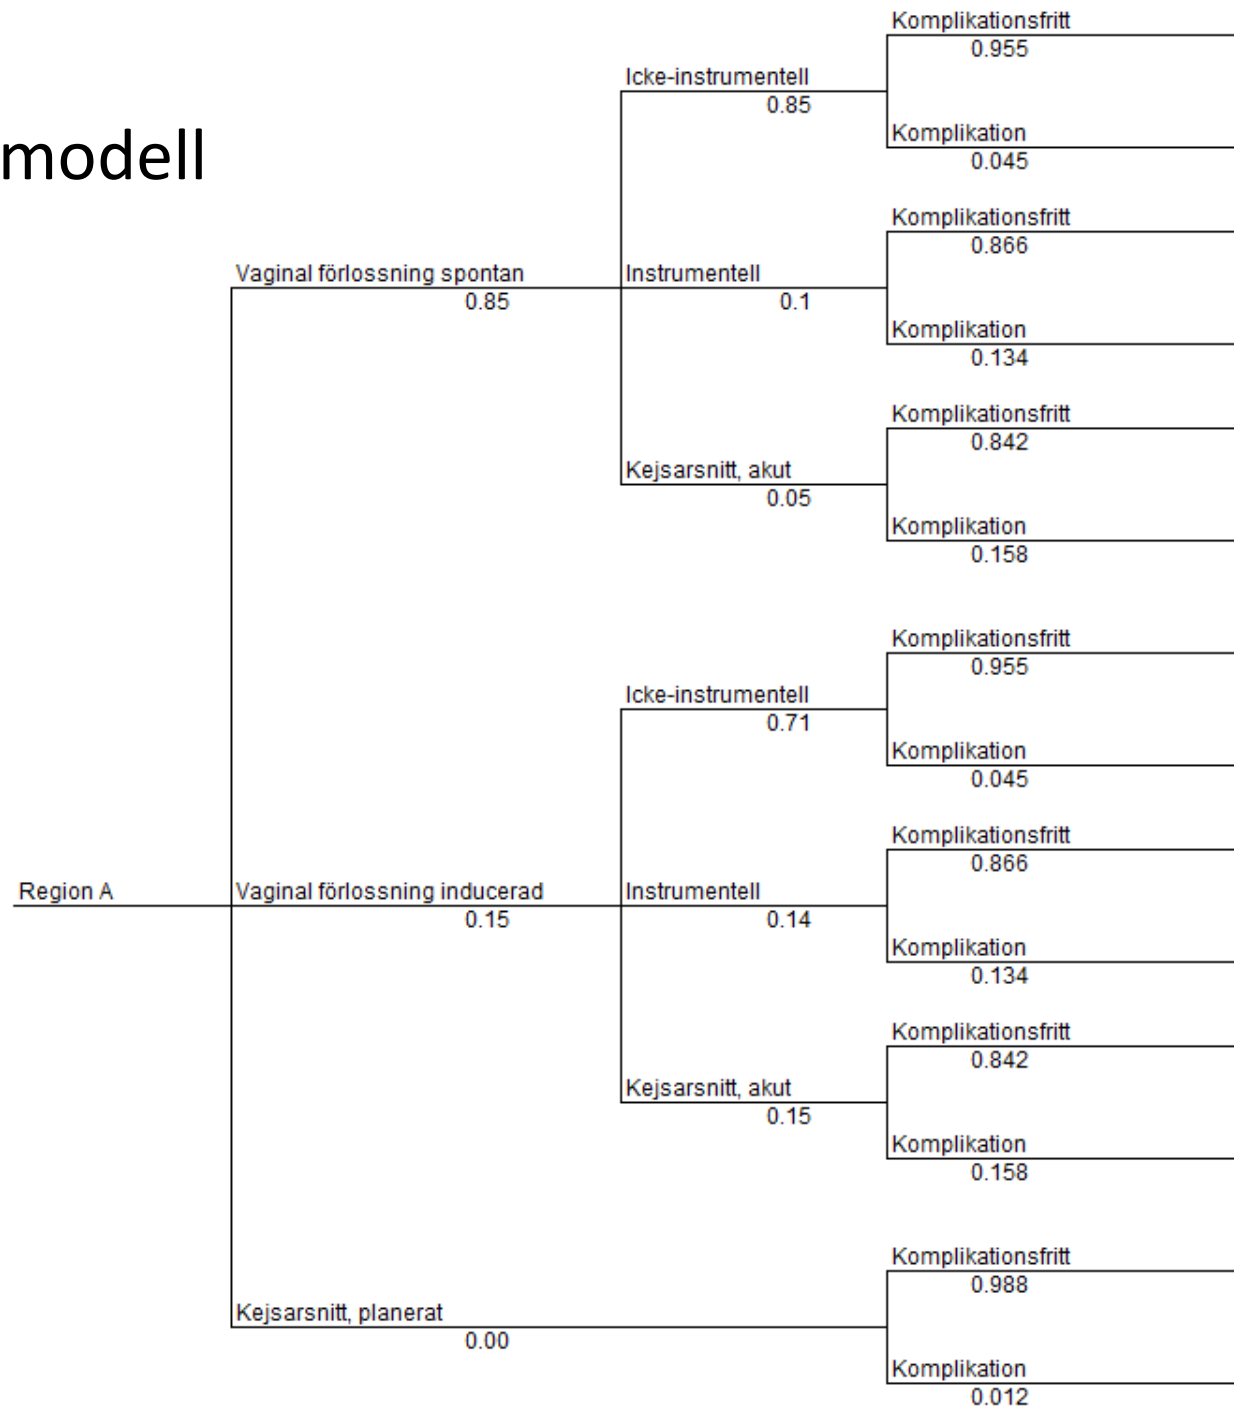 modell
Komplikationsfritt
0.955
Icke-instrumentell
0.85
Komplikation
0.045
Komplikationsfritt
0.866
Vaginal förlossning spontan
0.85
Instrumentell
0.1
Komplikation
0.134
Komplikationsfritt
0.842
Kejsarsnitt, akut
0.05
Komplikation
0.158
Komplikationsfritt
0.955
Icke-instrumentell
0.71
Komplikation
0.045
Komplikationsfritt
0.866
Region A
Vaginal förlossning inducerad
0.15
Instrumentell
0.14
Komplikation
0.134
Komplikationsfritt
0.842
Kejsarsnitt, akut
0.15
Komplikation
0.158
Komplikationsfritt
0.988
Kejsarsnitt, planerat
0.00
Komplikation
0.012